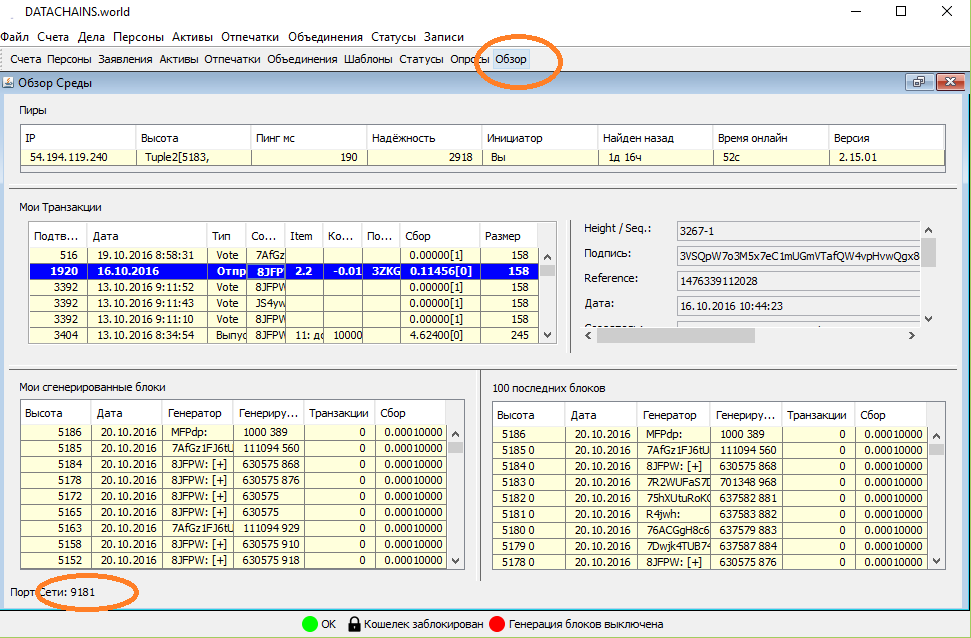 DATACHAINS.world
Файл Счета Дела Персоны Активы Отпечатки Объединения Статусы Записи
Счета Персоны Заявления Активы Отпечатки Объединения Шаблоны Статусы Опросы Обзор
Обзор Среды
Пиры
IP Высота Пинг мс Надёжность Инициатор Найден назад Время онлайн Версия
54.194.119.240 Tuple2[5183, 190 2918 Вы 1д 16ч 52с 2.15.01
Мои Транзакции
Подтв... Дата Тип Со... Item Ко... По... Сбор Размер
516 19.10.2016 8:58:31 Vote 7AfGz 0.00000[1] 158
1920 16.10.2016 Отпр 8JFP 2.2 -0.01 3ZKG 0.11456[0] 158
3392 13.10.2016 9:11:52 Vote 8JFPW 0.00000[1] 158
3392 13.10.2016 9:11:43 Vote JS4yw 0.00000[1] 158
3392 13.10.2016 9:11:10 Vote 8JFPW 0.00000[1] 158
3404 13.10.2016 8:34:54 Выпус 8JFPW 11: до 10000 4.62400[0] 245
Height / Seq.: 3267-1
Подпись: 3VSQpW7o3M5x7eC1mUGmVTafQW4vpHvwQgx8
Reference: 1476339112028
Дата: 16.10.2016 10:44:23
Мои сгенерированные блоки
Высота Дата Генератор Генериру... Транзакции Сбор
5186 20.10.2016 MFPdp: 1000 389 0 0.00010000
5185 20.10.2016 7AfGz1FJ6tU 111094 560 0 0.00010000
5184 20.10.2016 8JFPW: [+] 630575 868 0 0.00010000
5178 20.10.2016 8JFPW: [+] 630575 876 0 0.00010000
5172 20.10.2016 8JFPW: [+] 630575 0 0.00010000
5165 20.10.2016 8JFPW: [+] 630575 0 0.00010000
5163 20.10.2016 7AfGz1FJ6tU 111094 929 0 0.00010000
5158 20.10.2016 8JFPW: [+] 630575 910 0 0.00010000
5152 20.10.2016 8JFPW: [+] 630575 918 0 0.00010000
100 последних блоков
Высота Дата Генератор Генериру... Транзакции Сбор
5186 20.10.2016 MFPdp: 1000 389 0 0.00010000
5185 0 20.10.2016 7AfGz1FJ6tU 111094 560 0 0.00010000
5184 0 20.10.2016 8JFPW: [+] 630575 868 0 0.00010000
5183 0 20.10.2016 7R2WUFaS7D 701348 968 0 0.00010000
5182 0 20.10.2016 75hXUtuRoKG 637582 881 0 0.00010000
5181 0 20.10.2016 R4jwh: 637583 882 0 0.00010000
5180 0 20.10.2016 76ACGgH8c6 637579 883 0 0.00010000
5179 0 20.10.2016 7Dwjk4TUB74 637587 884 0 0.00010000
5178 0 20.10.2016 8JFPW: [+] 630575 876 0 0.00010000
Порт Сети: 9181
OK Кошелек заблокирован Генерация блоков выключена